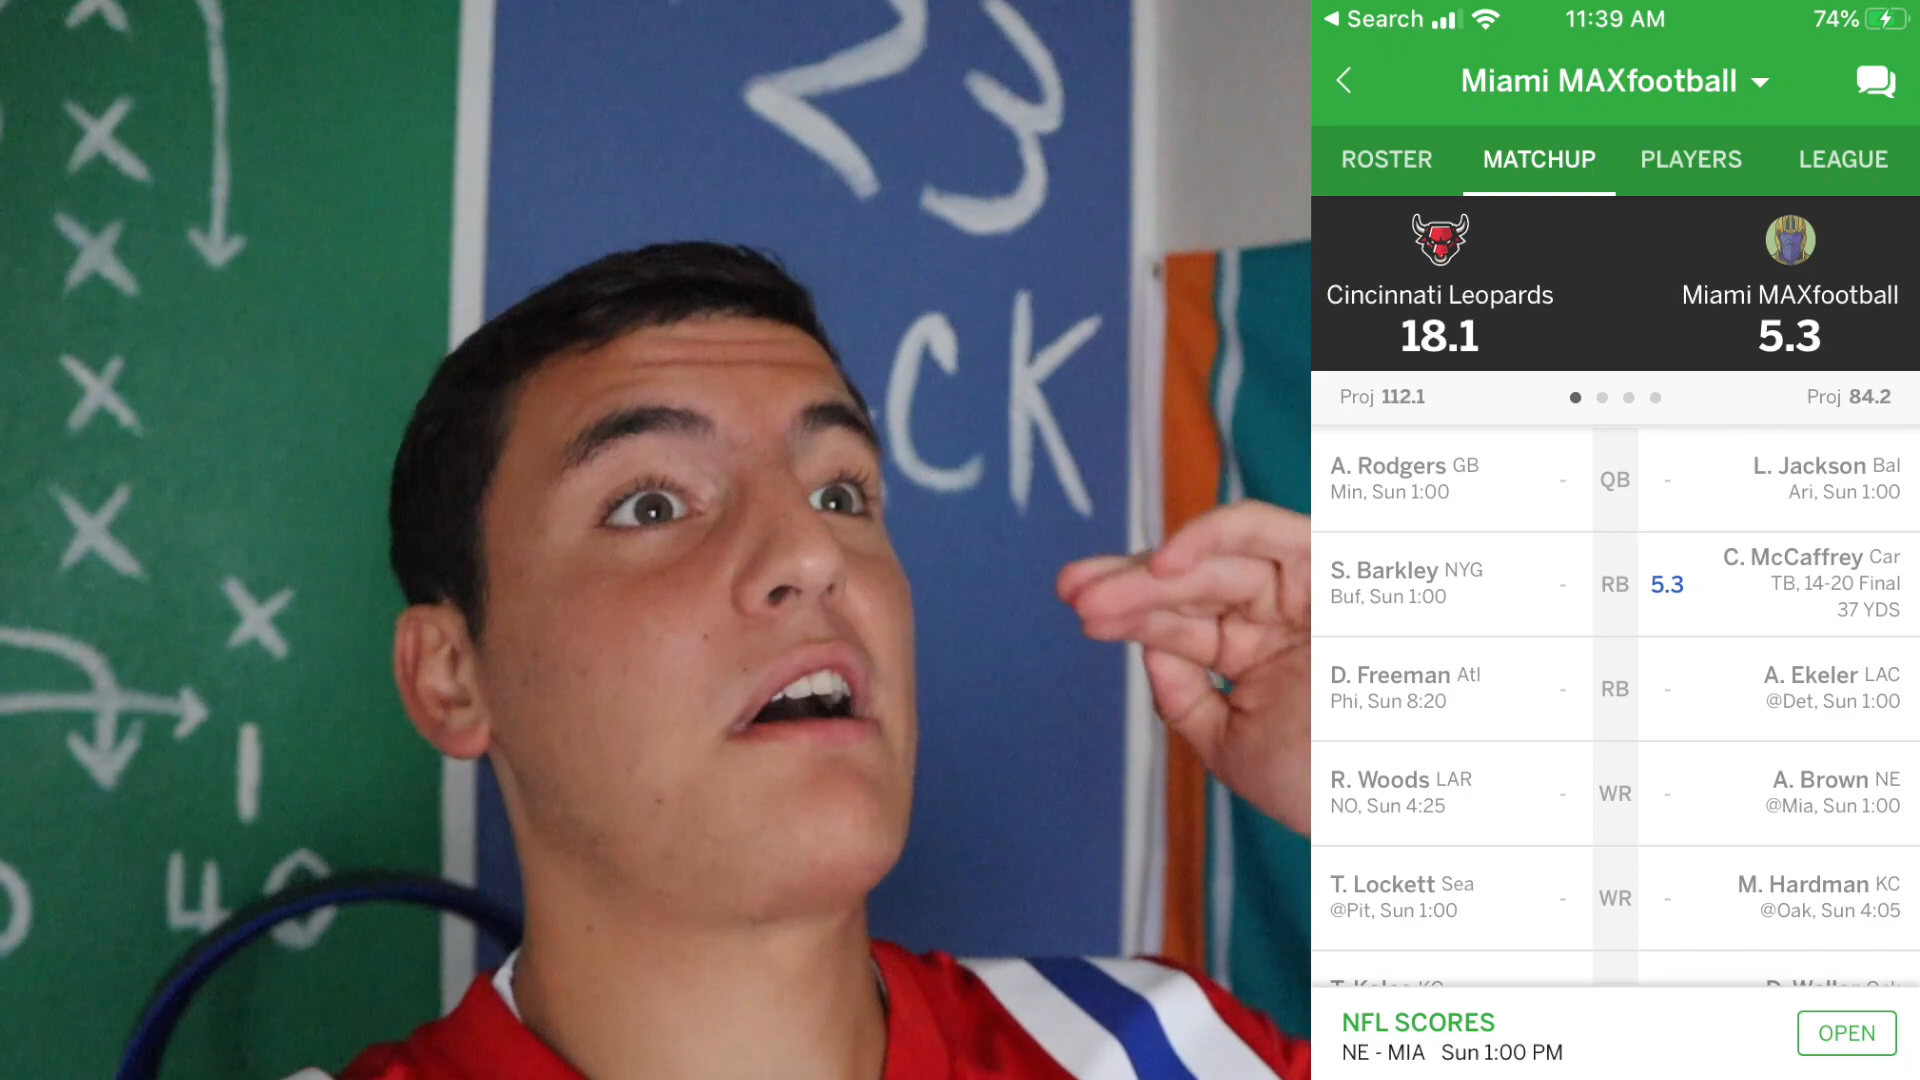 CK
1
40
Search 11:39 AM 74%
Miami MAXfootball
ROSTER MATCHUP PLAYERS LEAGUE
Cincinnati Leopards Miami MAXfootball
18.1 5.3
Proj 112.1 Proj 84.2
A. Rodgers GB - QB - L. Jackson Bal
Min, Sun 1:00 Ari, Sun 1:00
S. Barkley NYG - RB 5.3 C. McCaffrey Car
Buf, Sun 1:00 TB, 14-20 Final
37 YDS
D. Freeman Atl - RB - A. Ekeler LAC
Phi, Sun 8:20 @Det, Sun 1:00
R. Woods LAR - WR - A. Brown NE
NO, Sun 4:25 @Mia, Sun 1:00
T. Lockett Sea - WR - M. Hardman KC
@Pit, Sun 1:00 @Oak, Sun 4:05
NFL SCORES
NE - MIA Sun 1:00 PM
OPEN